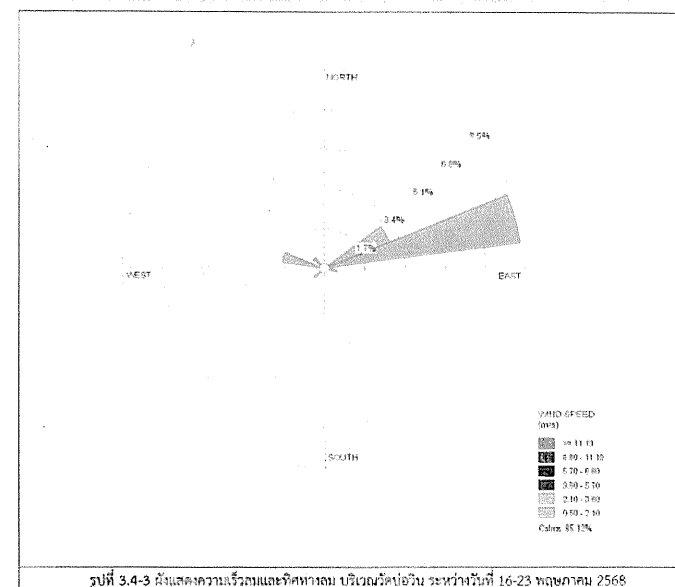 NORTH
8.5%
6.8%
5.1%
3.4%
1.7%
WEST
EAST
WIND SPEED
(m/s)
>= 11.10
8.80 - 11.10
5.70 - 8.80
3.60 - 5.70
2.10 - 3.60
0.50 - 2.10
Calms: 85.12%
SOUTH
รูปที่ 3.4-3 ผังแสดงความเร็วลมและทิศทางลม บริเวณวัดบ่อวิน ระหว่างวันที่ 16-23 พฤษภาคม 2568